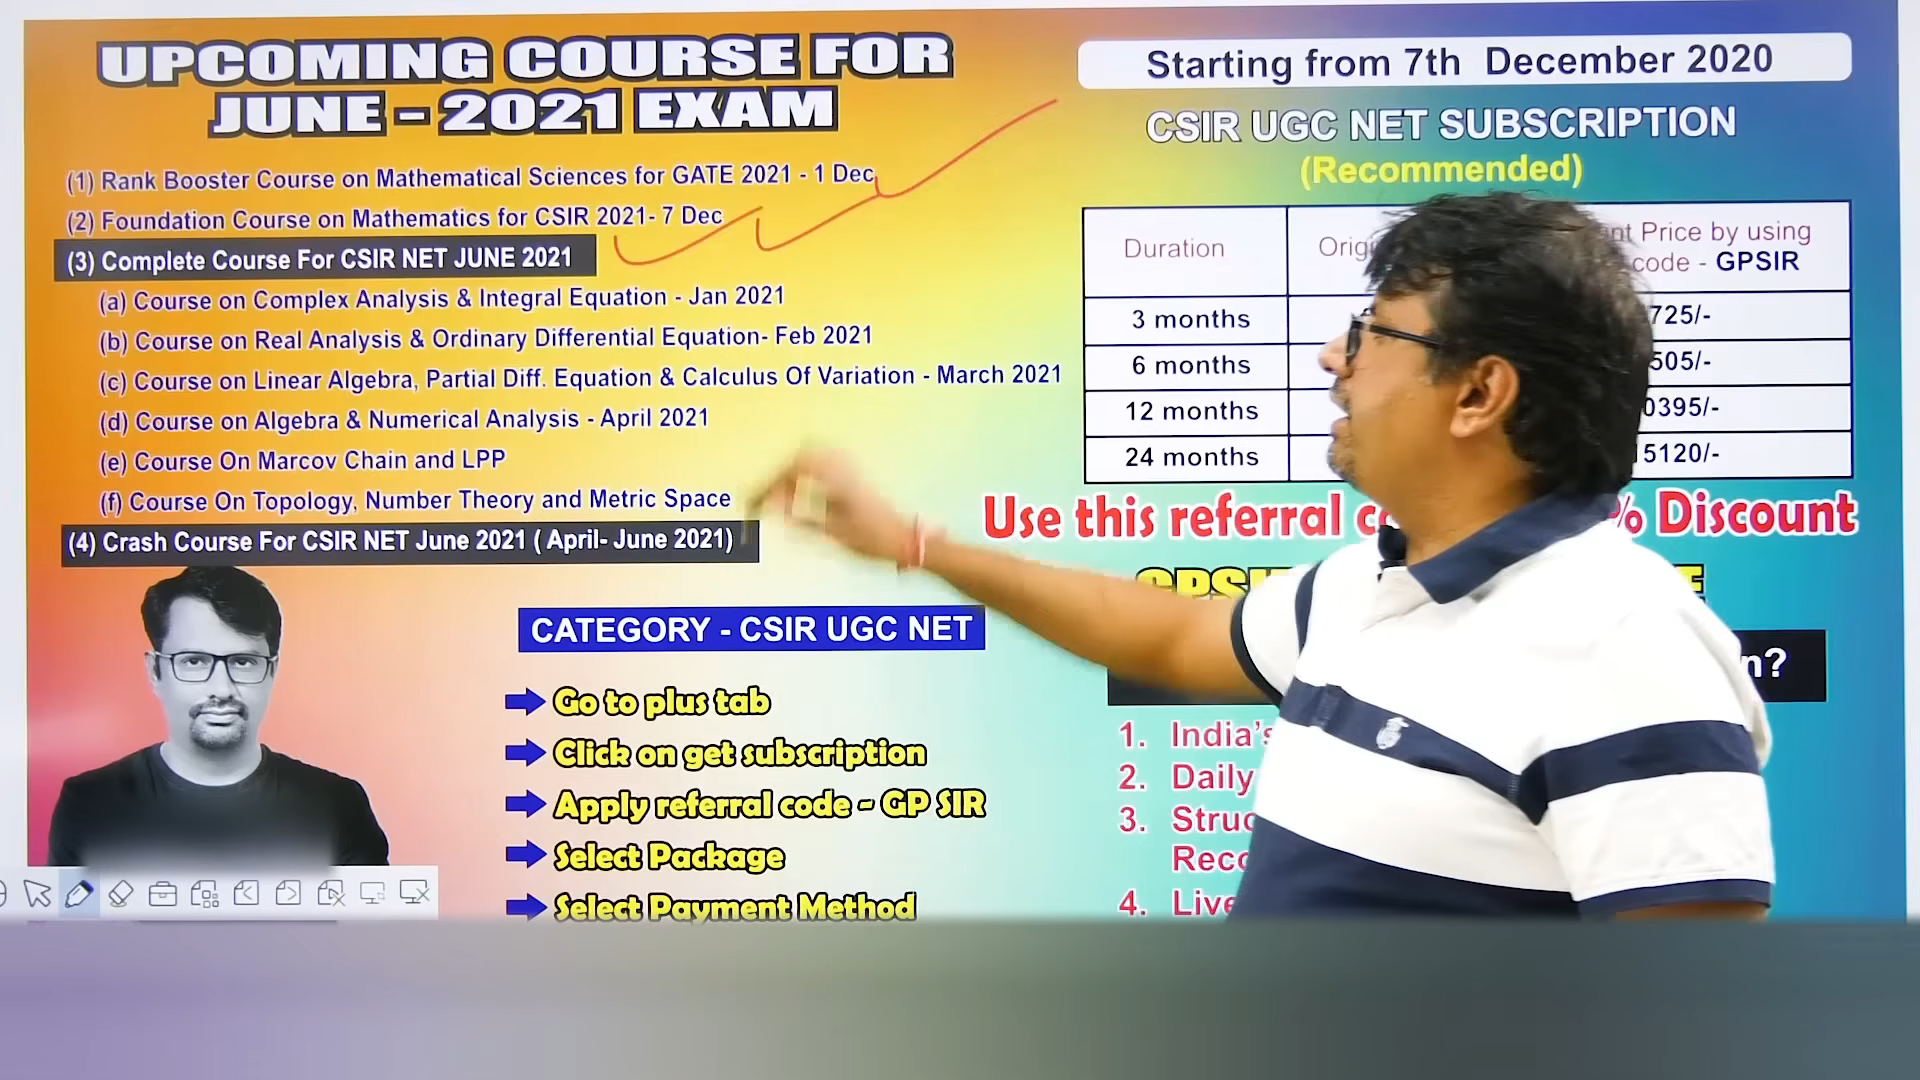 UPCOMING COURSE FOR
JUNE - 2021 EXAM
(1) Rank Booster Course on Mathematical Sciences for GATE 2021 - 1 Dec
(2) Foundation Course on Mathematics for CSIR 2021- 7 Dec
(3) Complete Course For CSIR NET JUNE 2021
(a) Course on Complex Analysis & Integral Equation - Jan 2021
(b) Course on Real Analysis & Ordinary Differential Equation- Feb 2021
(c) Course on Linear Algebra, Partial Diff. Equation & Calculus Of Variation - March 2021
(d) Course on Algebra & Numerical Analysis - April 2021
(e) Course On Marcov Chain and LPP
(f) Course On Topology, Number Theory and Metric Space
(4) Crash Course For CSIR NET June 2021 ( April- June 2021)
CATEGORY - CSIR UGC NET
Go to plus tab
Click on get subscription
Apply referral code - GP SIR
Select Package
Select Payment Method
Starting from 7th December 2020
CSIR UGC NET SUBSCRIPTION
(Recommended)
Duration Price by using
code - GPSIR
3 months 725/-
6 months 505/-
12 months 0395/-
24 months 5120/-
Use this referral % Discount
1. India's
2. Daily
3.
4. Live